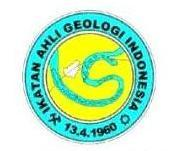 IKATAN AHLI GEOLOGI INDONESIA
13.4.1960